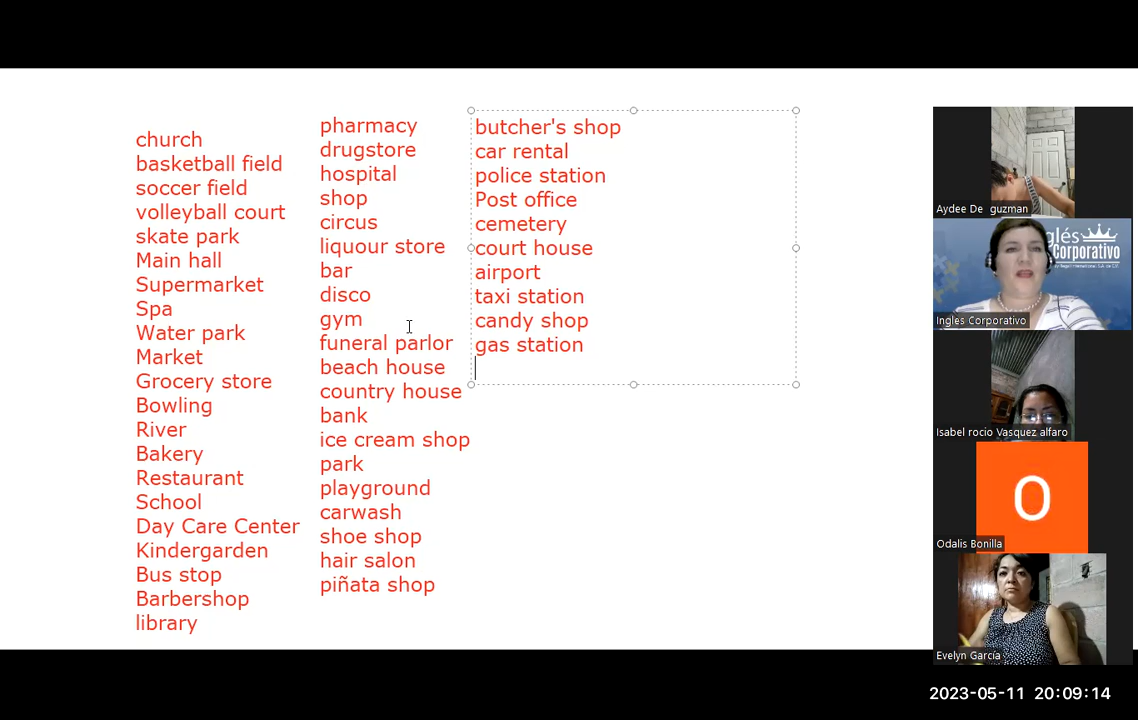 church
basketball field
soccer field
volleyball court
skate park
Main hall
Supermarket
Spa
Water park
Market
Grocery store
Bowling
River
Bakery
Restaurant
School
Day Care Center
Kindergarden
Bus stop
Barbershop
library
pharmacy
drugstore
hospital
shop
circus
liquour store
bar
disco
gym
funeral parlor
beach house
country house
bank
ice cream shop
park
playground
carwash
shoe shop
hair salon
piñata shop
butcher's shop
car rental
police station
Post office
cemetery
court house
airport
taxi station
candy shop
gas station
Aydee De guzman
glés
Corporativo
Ingles Corporativo
Isabel rocio Vasquez alfaro
O
Odalis Bonilla
Evelyn García
2023-05-11 20:09:14